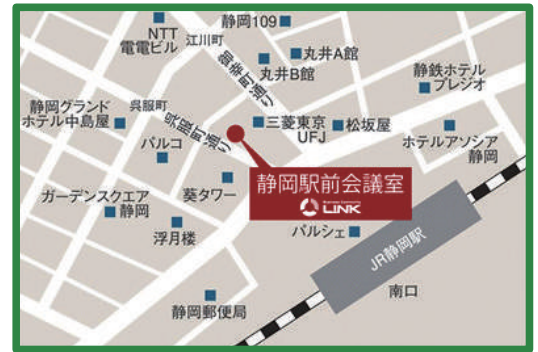 静岡109
NTT
電電ビル
江川町
御幸町通り
丸井A館
丸井B館
静鉄ホテル
プレジオ
静岡グランド
ホテル中島屋
呉服町
呉服町通り
パルコ
三菱東京
UFJ
松坂屋
ホテルアソシア
静岡
ガーデンスクエア
静岡
葵タワー
静岡駅前会議室
LINK
浮月楼
パルシェ
JR静岡駅
南口
静岡郵便局